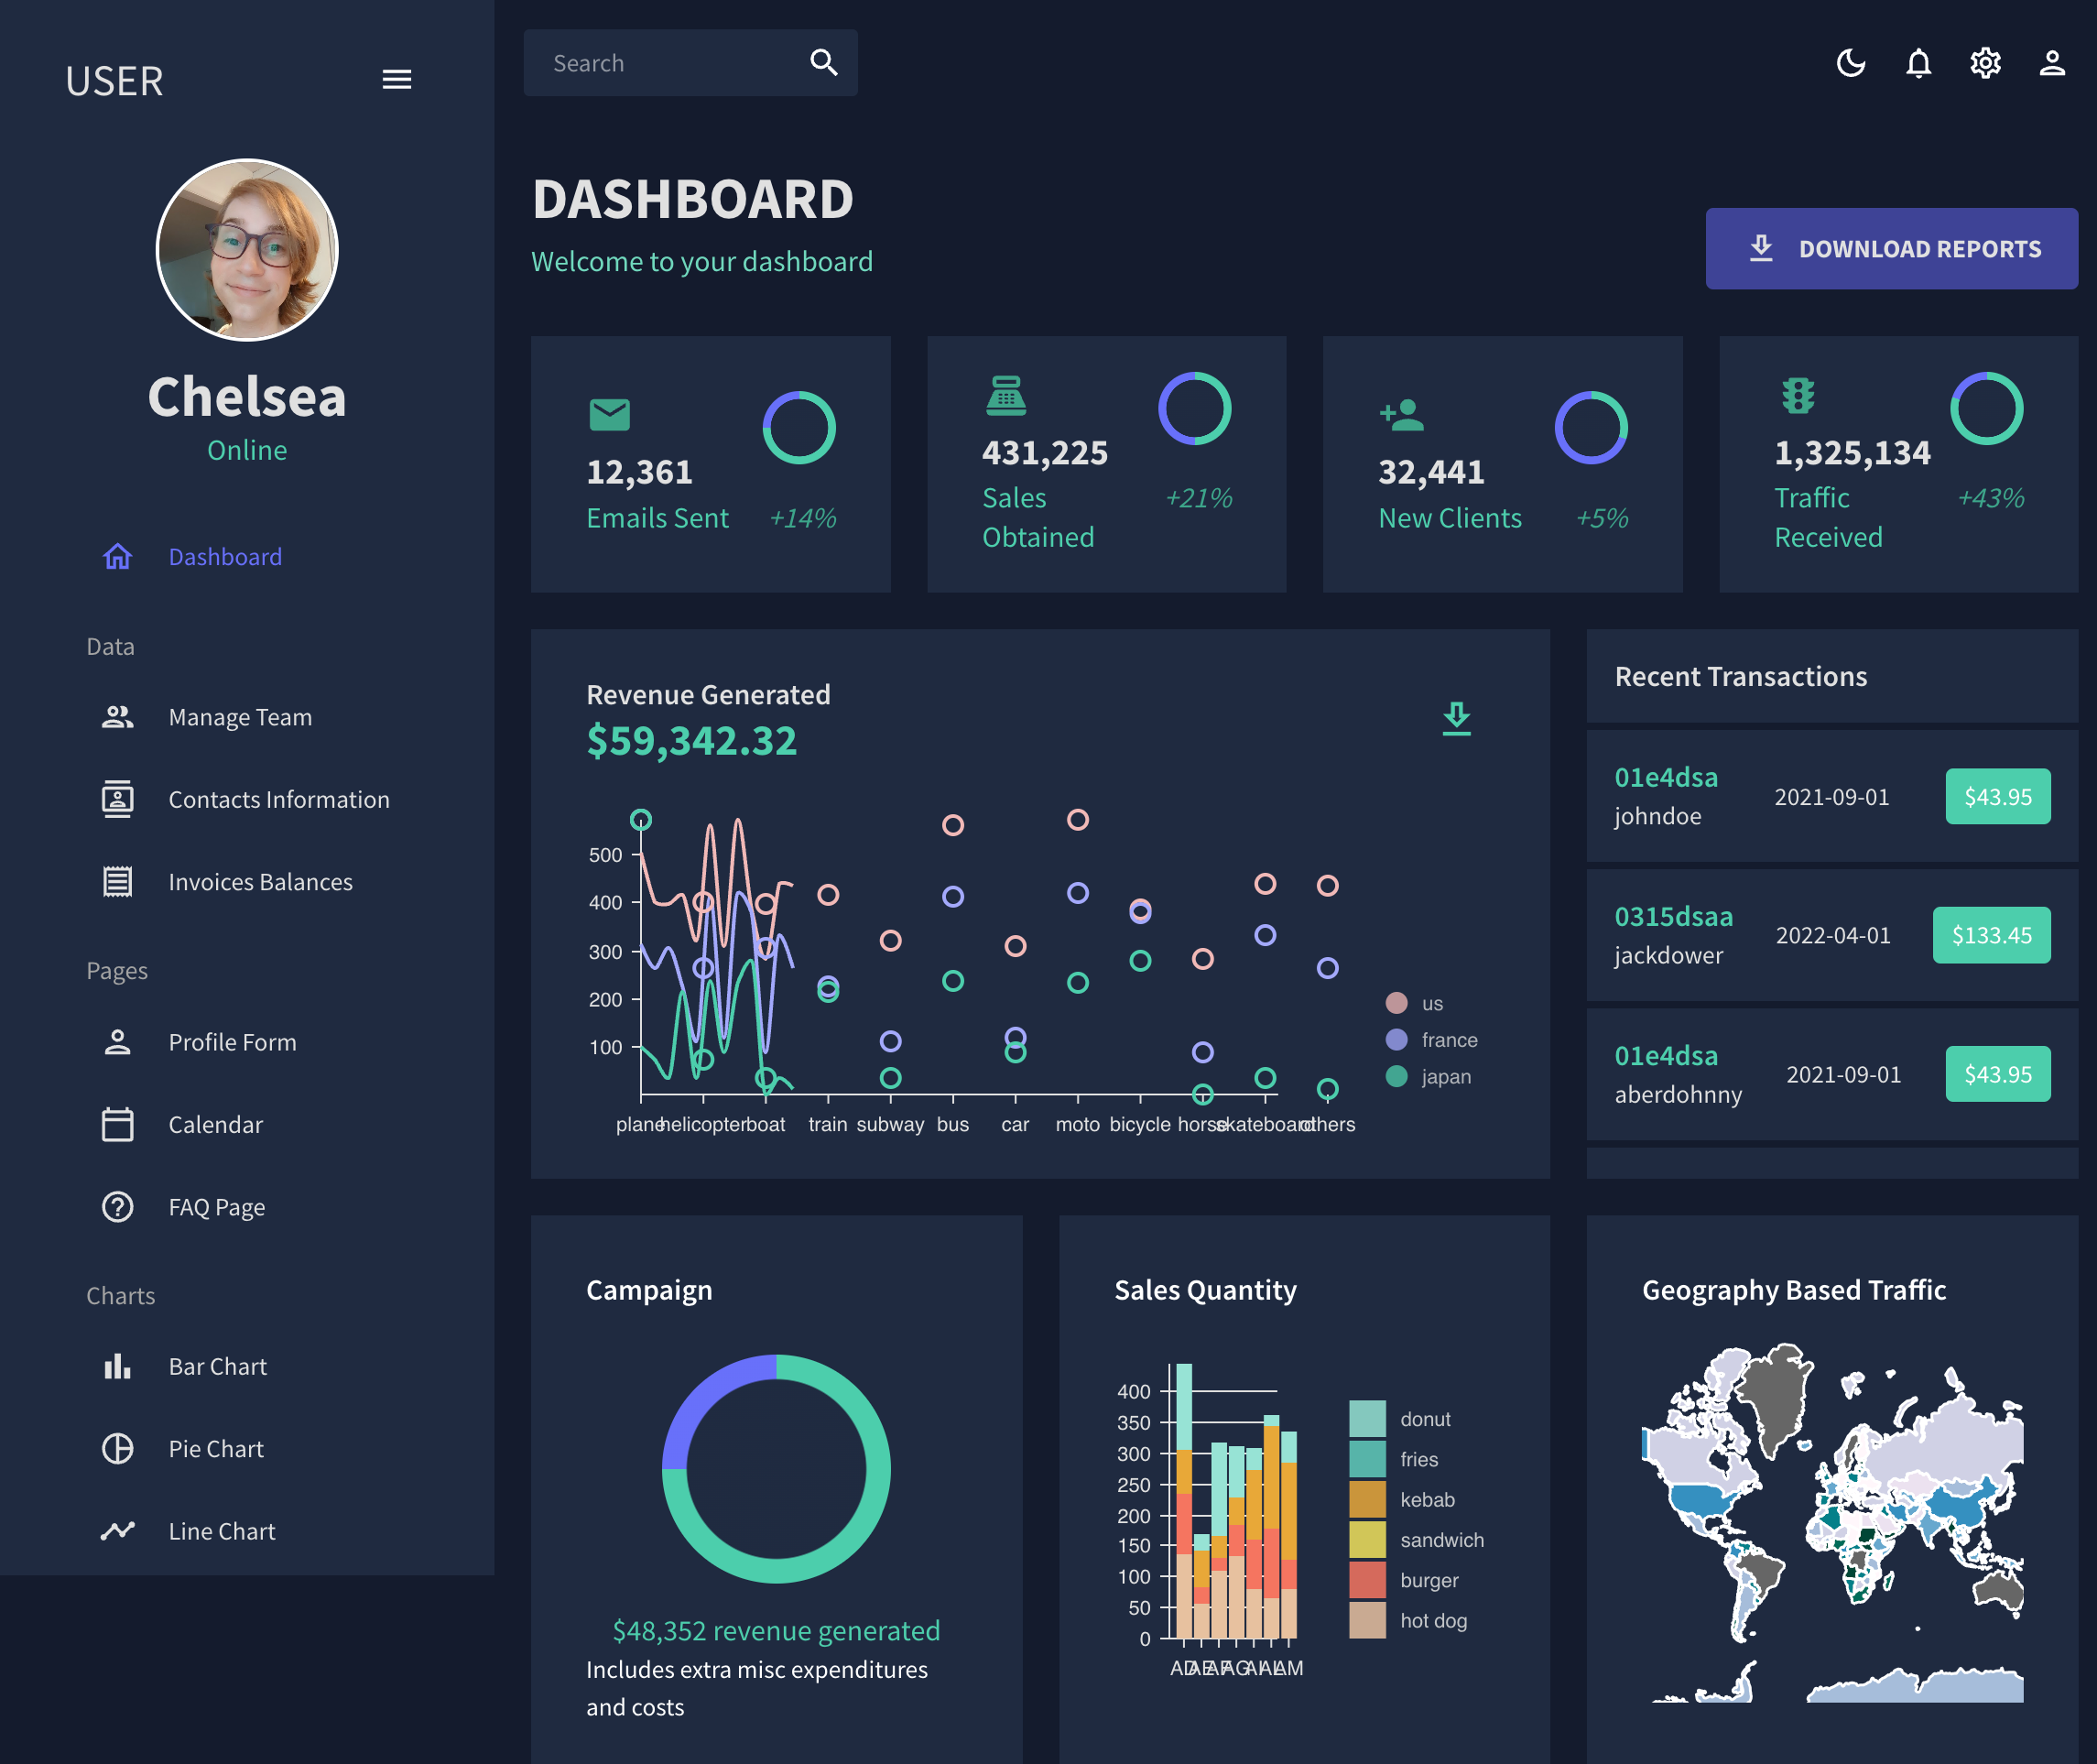 USER
Search
Chelsea
Online
Dashboard
Data
Manage Team
Contacts Information
Invoices Balances
Pages
Profile Form
Calendar
FAQ Page
Charts
Bar Chart
Pie Chart
Line Chart
DASHBOARD
Welcome to your dashboard
DOWNLOAD REPORTS
12,361
Emails Sent +14%
431,225
Sales +21%
Obtained
32,441
New Clients +5%
1,325,134
Traffic +43%
Received
Revenue Generated
$59,342.32
500
400
300
200
100
plane helicopter boat train subway bus car moto bicycle horse skateboard others
us
france
japan
Recent Transactions
01e4dsa
johndoe
2021-09-01
$43.95
0315dsaa
jackdower
2022-04-01
$133.45
01e4dsa
aberdohnny
2021-09-01
$43.95
Campaign
$48,352 revenue generated
Includes extra misc expenditures
and costs
Sales Quantity
400
350
300
250
200
150
100
50
0
AD AE AF AG AI AL AM
donut
fries
kebab
sandwich
burger
hot dog
Geography Based Traffic